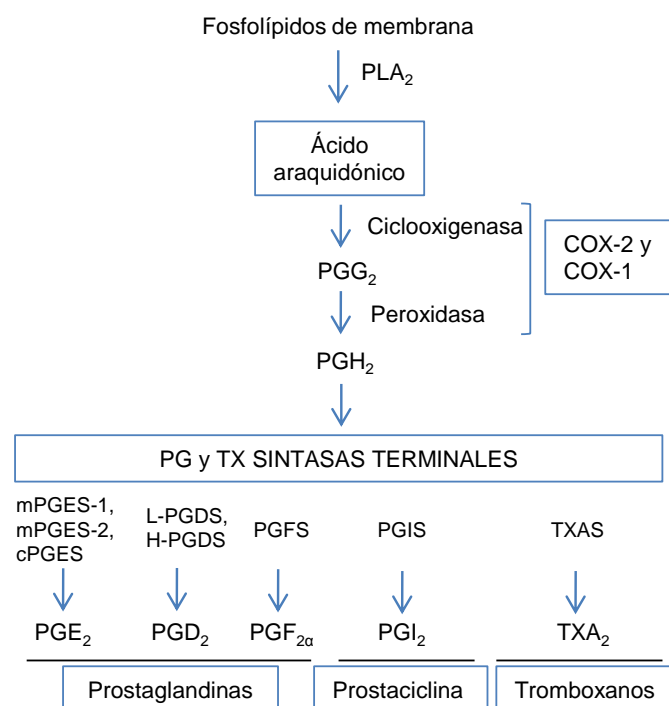 Fosfolípidos de membrana
PLA₂
Ácido
araquidónico
Ciclooxigenasa
COX-2 y
COX-1
PGG₂
Peroxidasa
PGH₂
PG y TX SINTASAS TERMINALES
mPGES-1,
mPGES-2,
cPGES
L-PGDS,
H-PGDS
PGFS
PGIS
TXAS
PGE₂
PGD₂
PGF₂α
PGI₂
TXA₂
Prostaglandinas
Prostaciclina
Tromboxanos